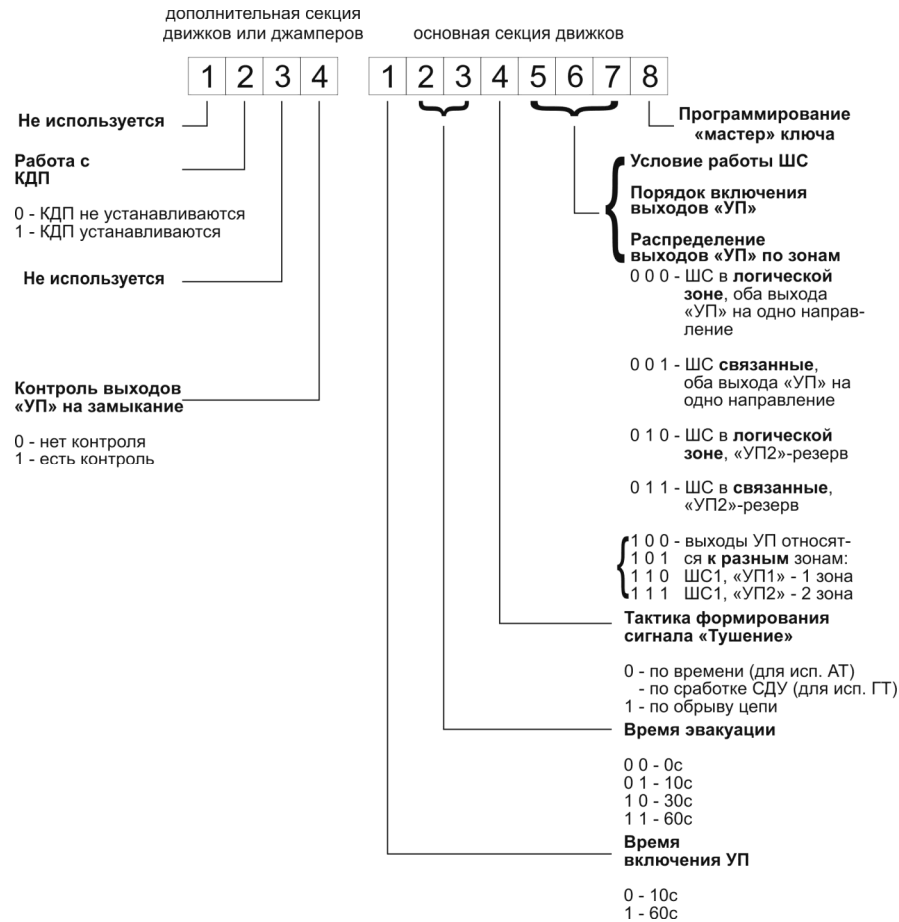 дополнительная секция
движков или джамперов
основная секция движков
1 2 3 4
1 2 3 4 5 6 7 8
Не используется
Работа с
КДП
0 - КДП не устанавливаются
1 - КДП устанавливаются
Не используется
Контроль выходов
«УП» на замыкание
0 - нет контроля
1 - есть контроль
Программирование
«мастер» ключа
Условие работы ШС
Порядок включения
выходов «УП»
Распределение
выходов «УП» по зонам
0 0 0 - ШС в логической
зоне, оба выхода
«УП» на одно направ-
ление
0 0 1 - ШС связанные,
оба выхода «УП» на
одно направление
0 1 0 - ШС в логической
зоне, «УП2»-резерв
0 1 1 - ШС в связанные,
«УП2»-резерв
1 0 0 - выходы УП относят-
1 0 1 ся к разным зонам:
1 1 0 ШС1, «УП1» - 1 зона
1 1 1 ШС1, «УП2» - 2 зона
Тактика формирования
сигнала «Тушение»
0 - по времени (для исп. АТ)
- по сработке СДУ (для исп. ГТ)
1 - по обрыву цепи
Время эвакуации
0 0 - 0с
0 1 - 10с
1 0 - 30с
1 1 - 60с
Время
включения УП
0 - 10с
1 - 60с